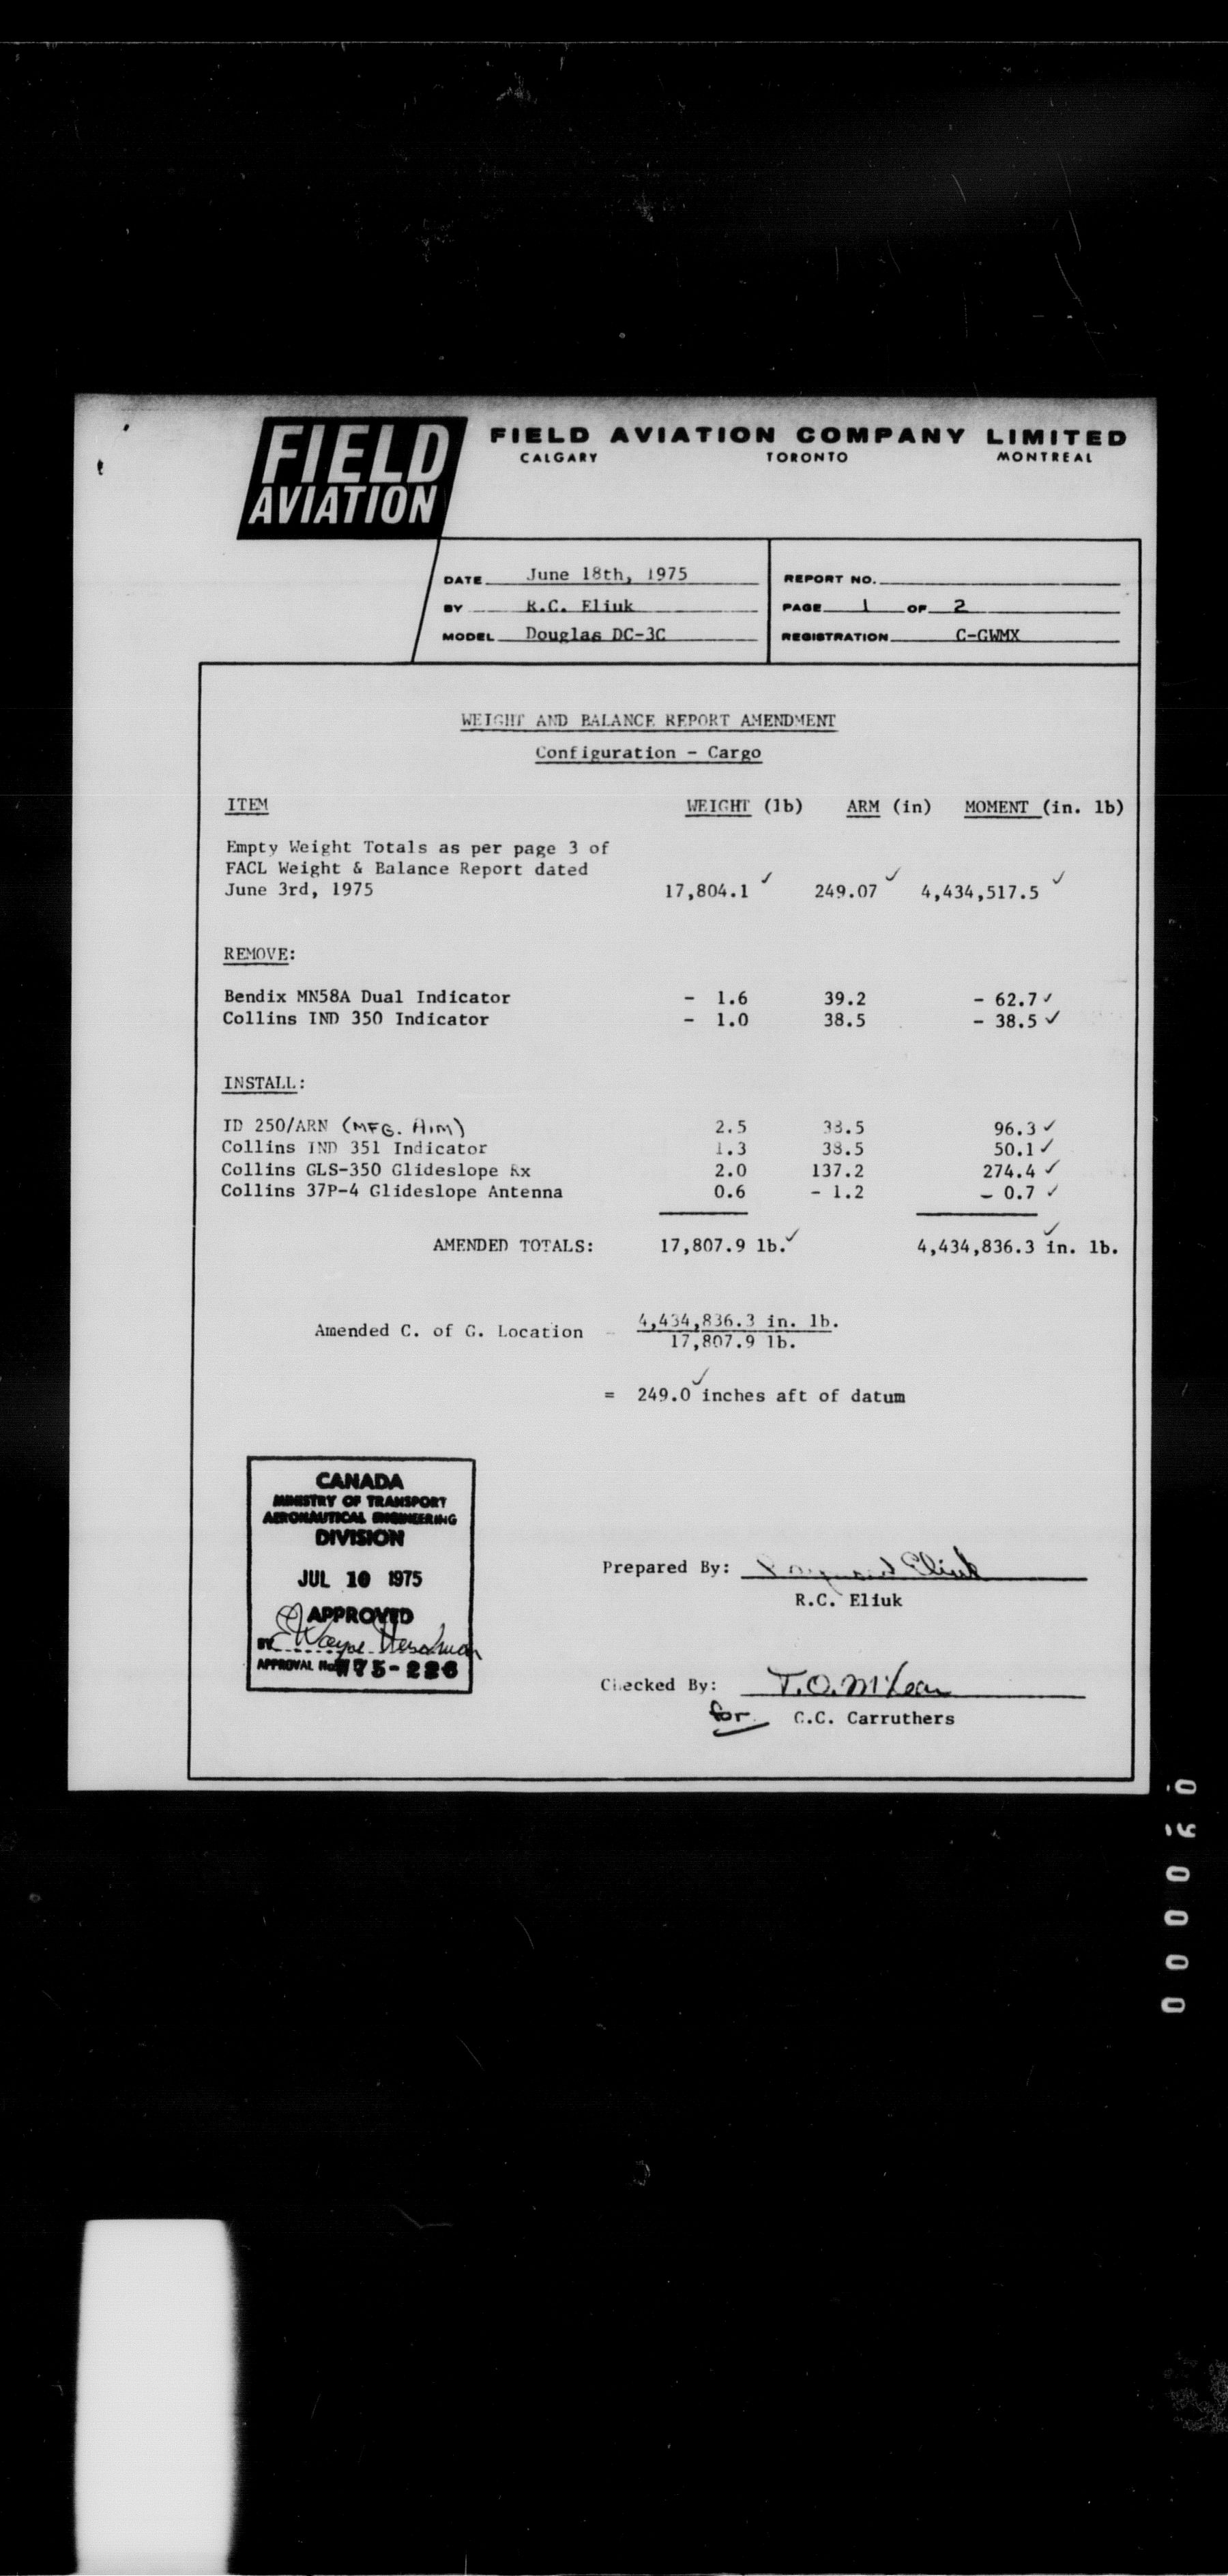 FIELD AVIATION
FIELD AVIATION COMPANY LIMITED
CALGARY TORONTO MONTREAL
DATE June 18th, 1975 REPORT NO.
BY R.C. Eliuk PAGE 1 OF 2
MODEL Douglas DC-3C REGISTRATION C-GWMX
WEIGHT AND BALANCE REPORT AMENDMENT
Configuration - Cargo
ITEM WEIGHT (lb) ARM (in) MOMENT (in. lb)
Empty Weight Totals as per page 3 of
FACL Weight & Balance Report dated
June 3rd, 1975 17,804.1 ✓ 249.07 ✓ 4,434,517.5 ✓
REMOVE:
Bendix MN58A Dual Indicator - 1.6 39.2 - 62.7 ✓
Collins IND 350 Indicator - 1.0 38.5 - 38.5 ✓
INSTALL:
ID 250/ARN (MFG. AIM) 2.5 38.5 96.3 ✓
Collins IND 351 Indicator 1.3 38.5 50.1 ✓
Collins GLS-350 Glideslope Rx 2.0 137.2 274.4 ✓
Collins 37P-4 Glideslope Antenna 0.6 - 1.2 - 0.7 ✓
AMENDED TOTALS: 17,807.9 lb. ✓ 4,434,836.3 in. lb. ✓
4,434,836.3 in. lb.
Amended C. of G. Location =
17,807.9 lb.
= 249.0 ✓ inches aft of datum
CANADA
MINISTRY OF TRANSPORT
AERONAUTICAL ENGINEERING
DIVISION
JUL 10 1975
APPROVED
BY Wayne
APPROVAL No. 75-226
Prepared By: Raymond Eliuk
R.C. Eliuk
Checked By: T.O. McLean
for C.C. Carruthers
000060